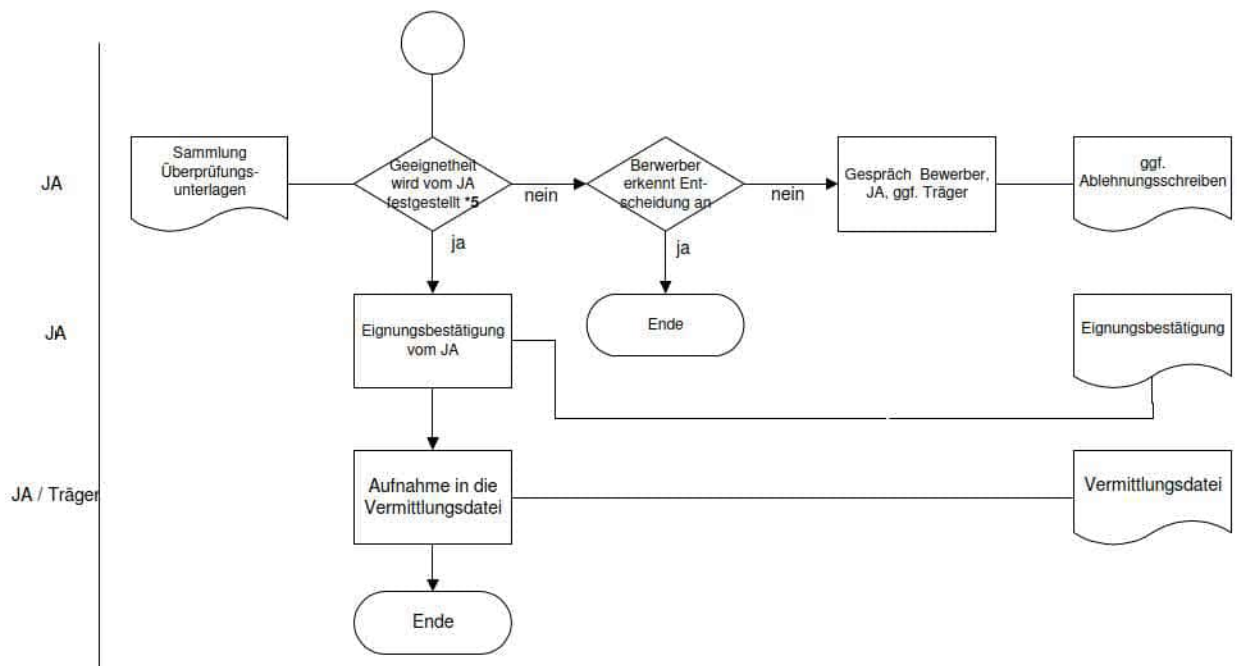 JA
Sammlung
Überprüfungs-
unterlagen
Geeignetheit
wird vom JA
festgestellt *5
nein
Berwerber
erkennt Ent-
scheidung an
nein
Gespräch Bewerber,
JA, ggf. Träger
ggf.
Ablehnungsschreiben
ja
ja
JA
Eignungsbestätigung
vom JA
Ende
Eignungsbestätigung
JA / Träger
Aufnahme in die
Vermittlungsdatei
Vermittlungsdatei
Ende